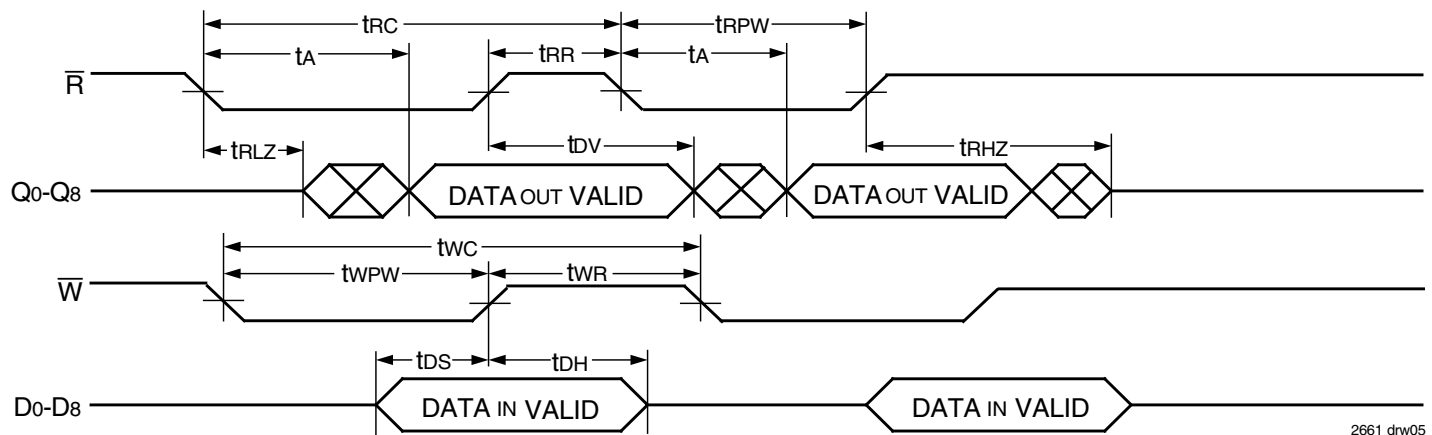 tRC
tRPW
tA
tRR
tA
R̅
tRLZ
tDV
tRHZ
Q0-Q8
DATA OUT VALID
DATA OUT VALID
tWC
tWPW
tWR
W̅
tDS
tDH
D0-D8
DATA IN VALID
DATA IN VALID
2661 drw05